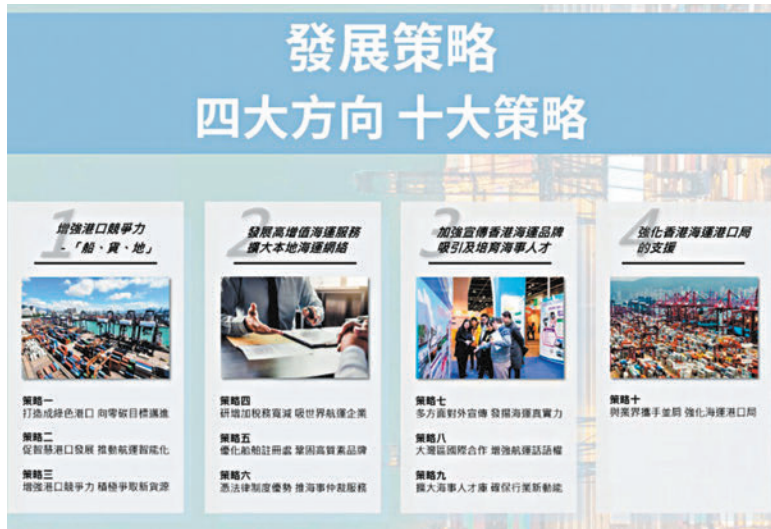 發展策略
四大方向 十大策略
1
增強港口競爭力
-「船、貨、地」
策略一
打造成綠色港口 向零碳目標邁進
策略二
促智慧港口發展 推動航運智能化
策略三
增強港口競爭力 積極爭取新貨源
2
發展高增值海運服務
擴大本地海運網絡
策略四
研增加稅務寬減 吸世界航運企業
策略五
優化船舶註冊處 鞏固高質素品牌
策略六
憑法律制度優勢 推海事仲裁服務
3
加強宣傳香港海運品牌
吸引及培育海事人才
策略七
多方面對外宣傳 發揚海運真實力
策略八
大灣區國際合作 增強航運話語權
策略九
擴大海事人才庫 確保行業新動能
4
強化香港海運港口局
的支援
策略十
與業界攜手並肩 強化海運港口局